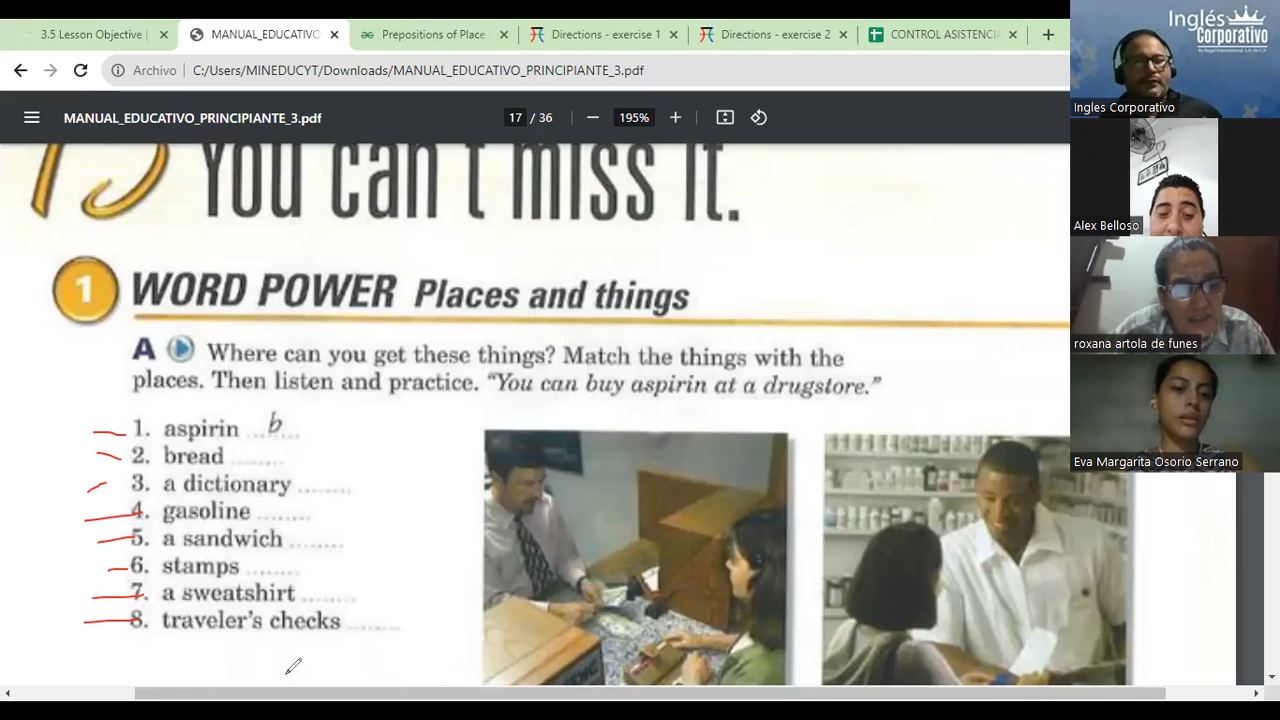 3.5 Lesson Objective
MANUAL_EDUCATIVO
Prepositions of Place
Directions - exercise 1
Directions - exercise 2
CONTROL ASISTENCI
Archivo
C:/Users/MINEDUCYT/Downloads/MANUAL_EDUCATIVO_PRINCIPIANTE_3.pdf
MANUAL_EDUCATIVO_PRINCIPIANTE_3.pdf
17 / 36
195%
You can't miss it.
1 WORD POWER Places and things
A Where can you get these things? Match the things with the
places. Then listen and practice. "You can buy aspirin at a drugstore."
1. aspirin b
2. bread
3. a dictionary
4. gasoline
5. a sandwich
6. stamps
7. a sweatshirt
8. traveler's checks
Inglés
Corporativo
Ingles Corporativo
Alex Belloso
roxana artola de funes
Eva Margarita Osorio Serrano